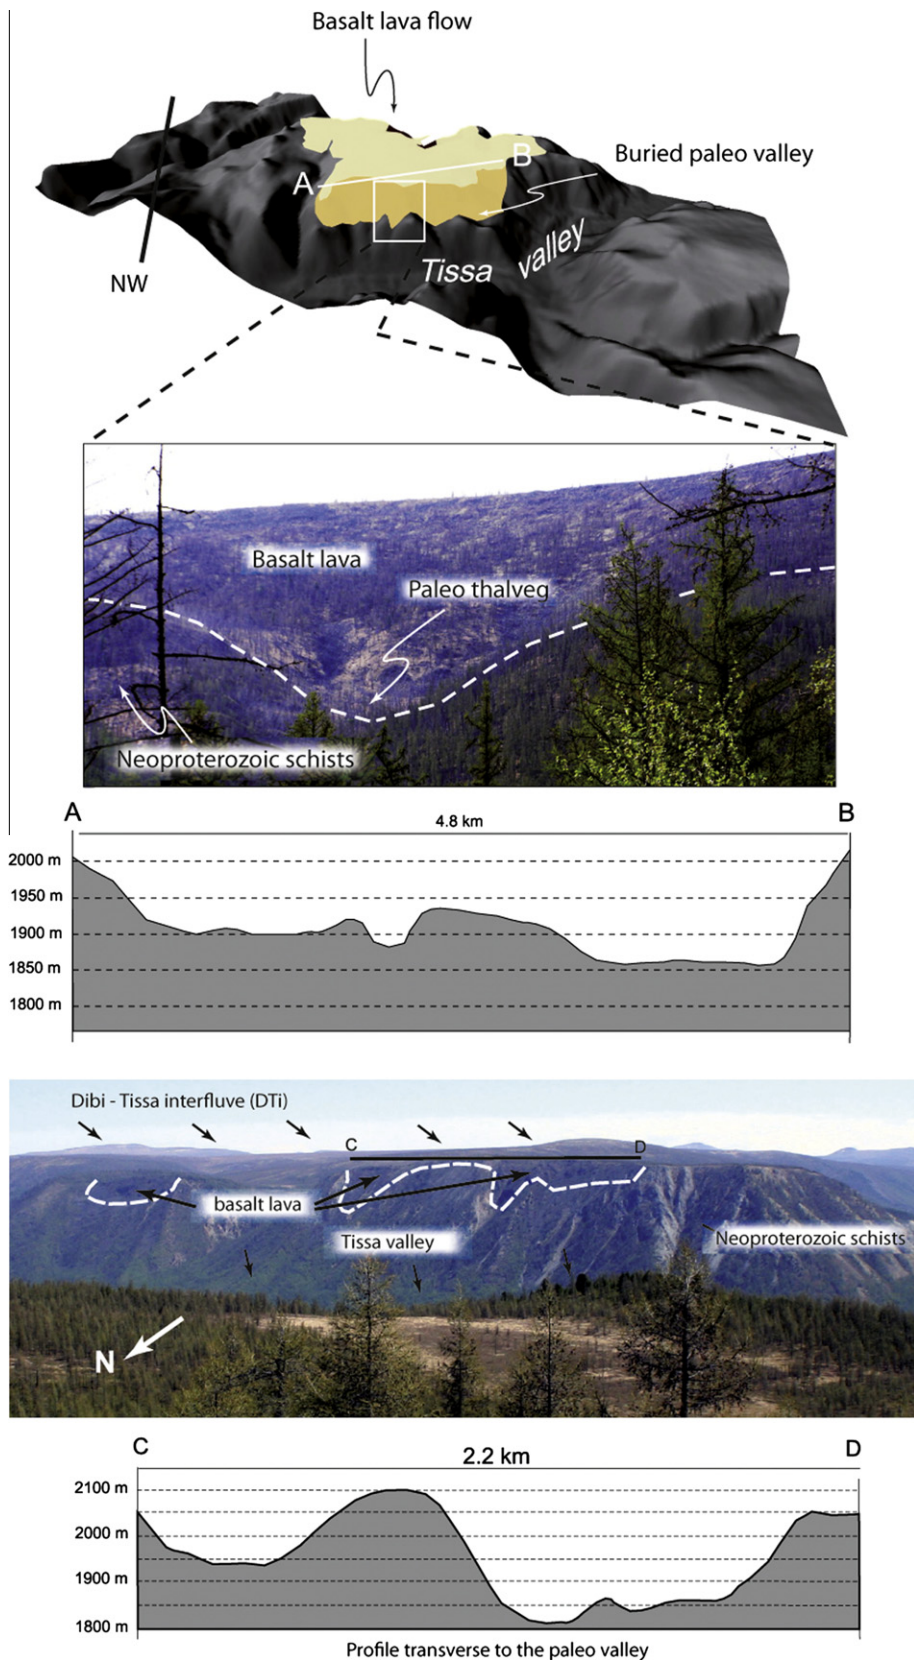 Basalt lava flow
Buried paleo valley
A
B
NW
Tissa valley
Basalt lava
Paleo thalveg
Neoproterozoic schists
A
B
4.8 km
2000 m
1950 m
1900 m
1850 m
1800 m
Dibi - Tissa interfluve (DTi)
C
D
basalt lava
Tissa valley
Neoproterozoic schists
N
C
D
2.2 km
2100 m
2000 m
1900 m
1800 m
Profile transverse to the paleo valley